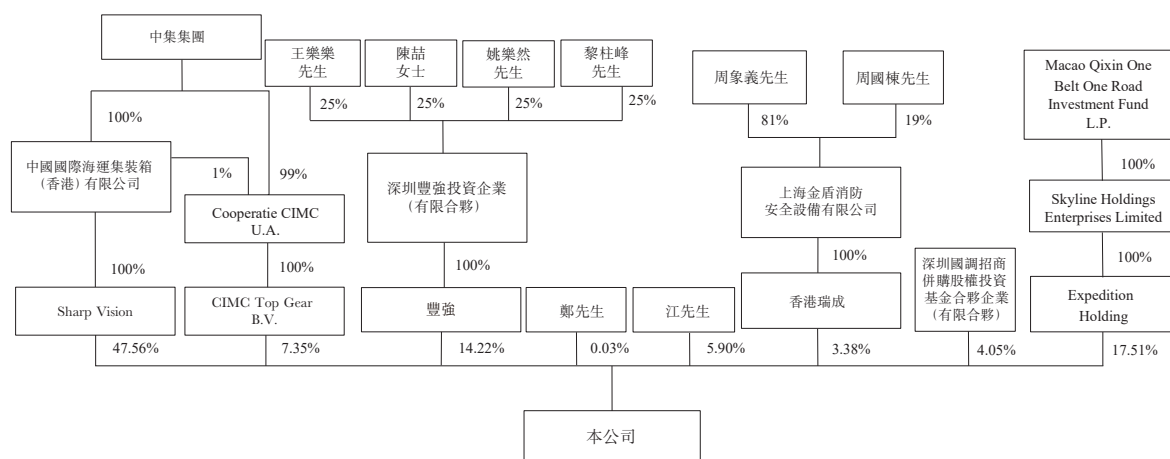 中集集團
王樂樂
先生
陳喆
女士
姚樂然
先生
黎柱峰
先生
周象義先生
周國棟先生
Macao Qixin One
Belt One Road
Investment Fund
L.P.
25%
25%
25%
25%
81%
19%
100%
100%
中國國際海運集裝箱
(香港)有限公司
1%
99%
深圳豐強投資企業
(有限合夥)
上海金盾消防
安全設備有限公司
Skyline Holdings
Enterprises Limited
Cooperatie CIMC
U.A.
100%
100%
100%
100%
100%
Sharp Vision
CIMC Top Gear
B.V.
豐強
鄭先生
江先生
香港瑞成
深圳國調招商
併購股權投資
基金合夥企業
(有限合夥)
Expedition
Holding
47.56%
7.35%
14.22%
0.03%
5.90%
3.38%
4.05%
17.51%
本公司